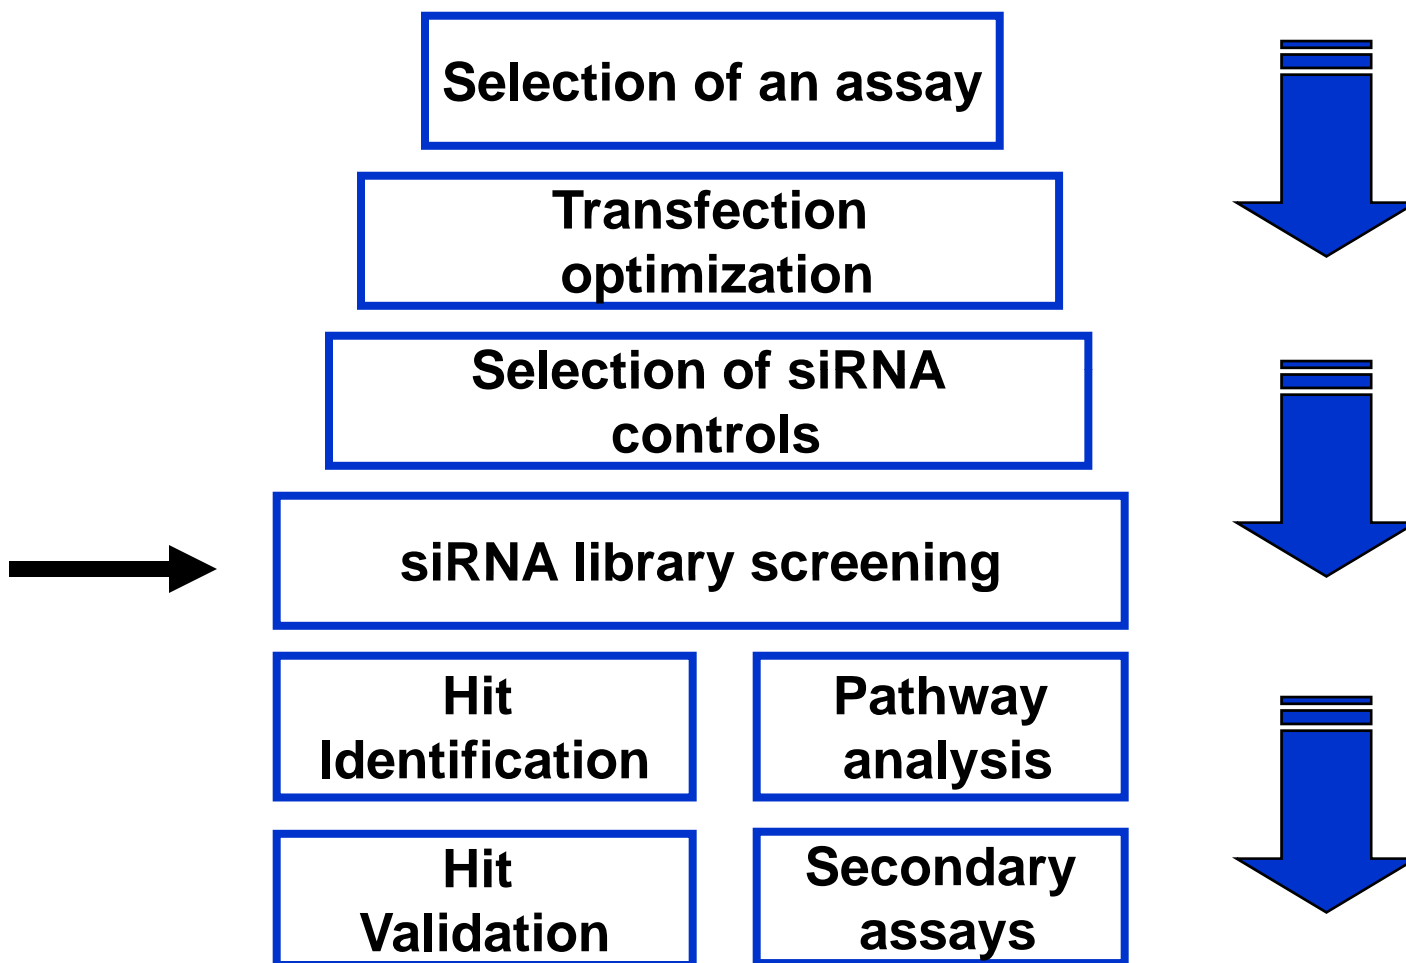 Selection of an assay
Transfection
optimization
Selection of siRNA
controls
siRNA library screening
Hit
Identification
Pathway
analysis
Hit
Validation
Secondary
assays